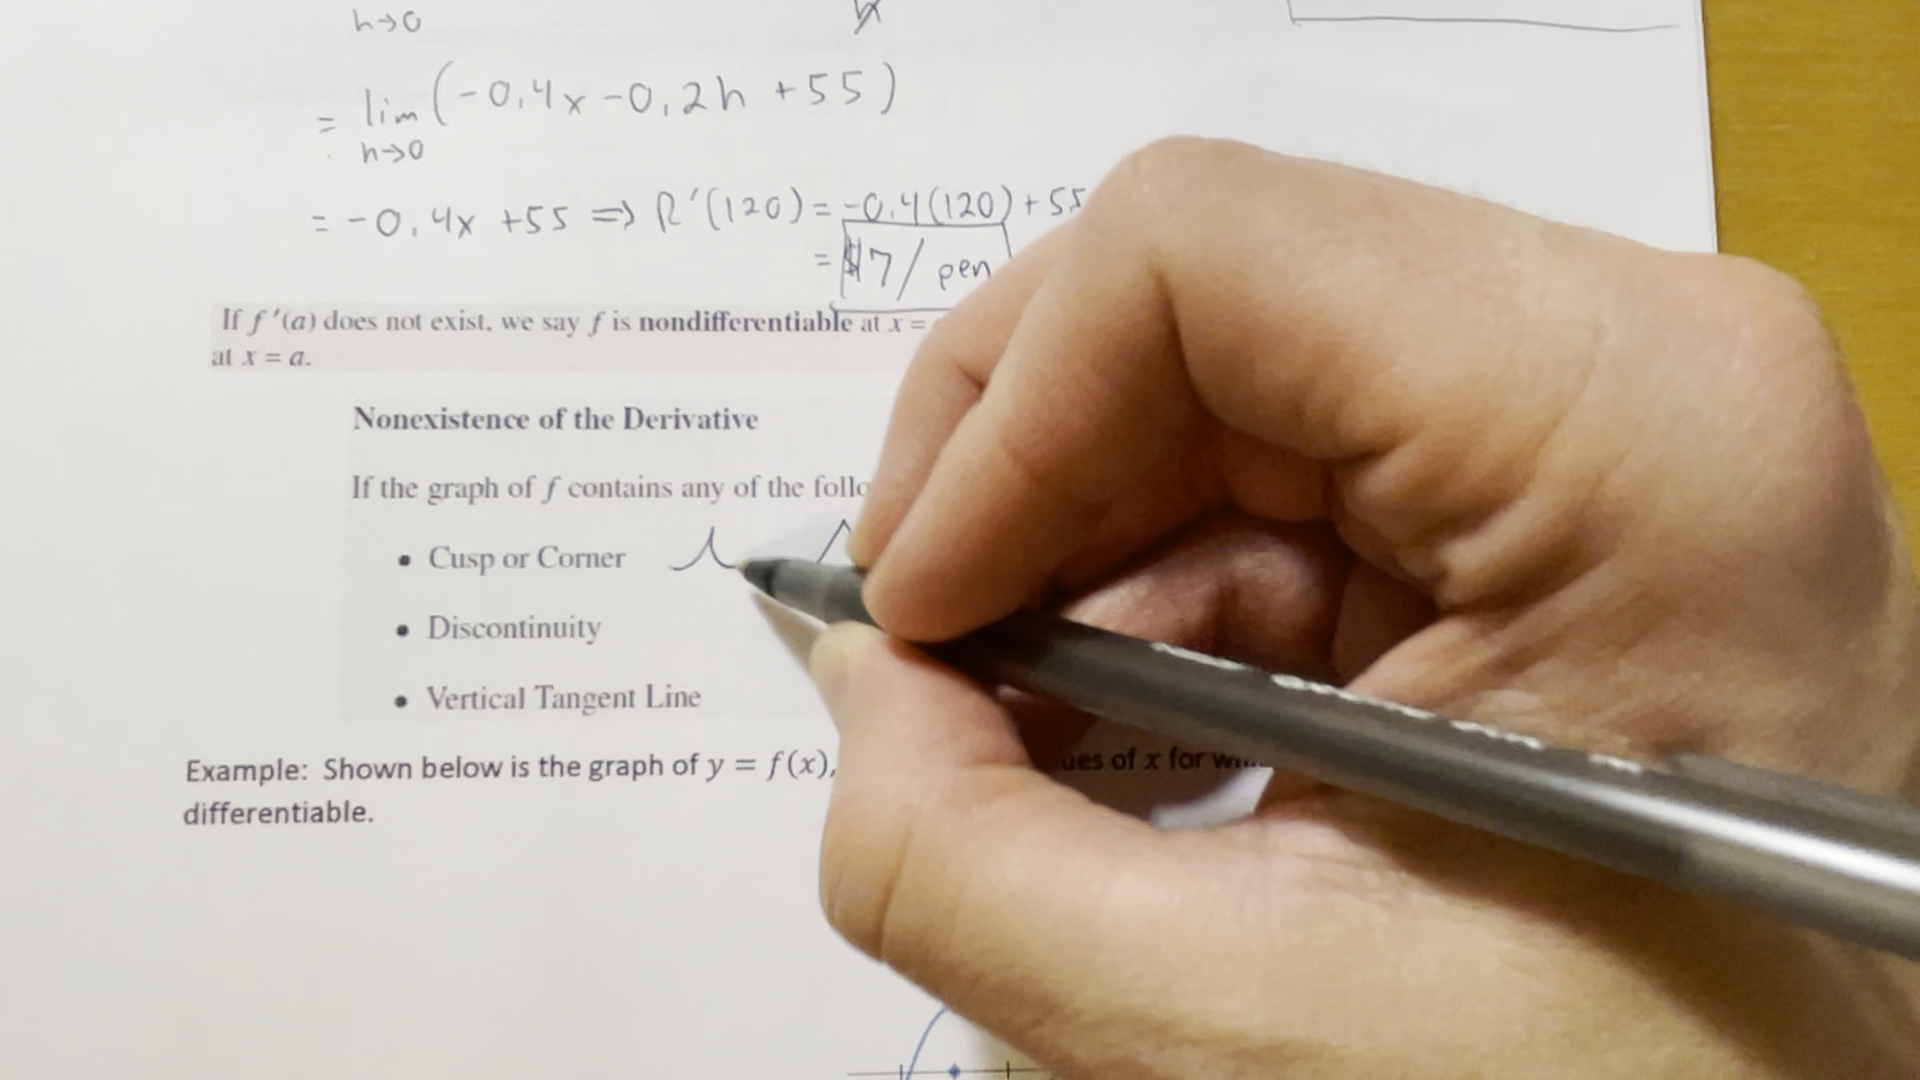 h→0 h
= lim (-0.4x -0.2h +55)
h→0
= -0.4x +55 ⇒ R'(120) = -0.4(120) + 55
= $7/ pen
If f '(a) does not exist, we say f is nondifferentiable at x =
at x = a.
Nonexistence of the Derivative
If the graph of f contains any of the
• Cusp or Corner
• Discontinuity
• Vertical Tangent Line
Example: Shown below is the graph of y = f(x), of x for
differentiable.